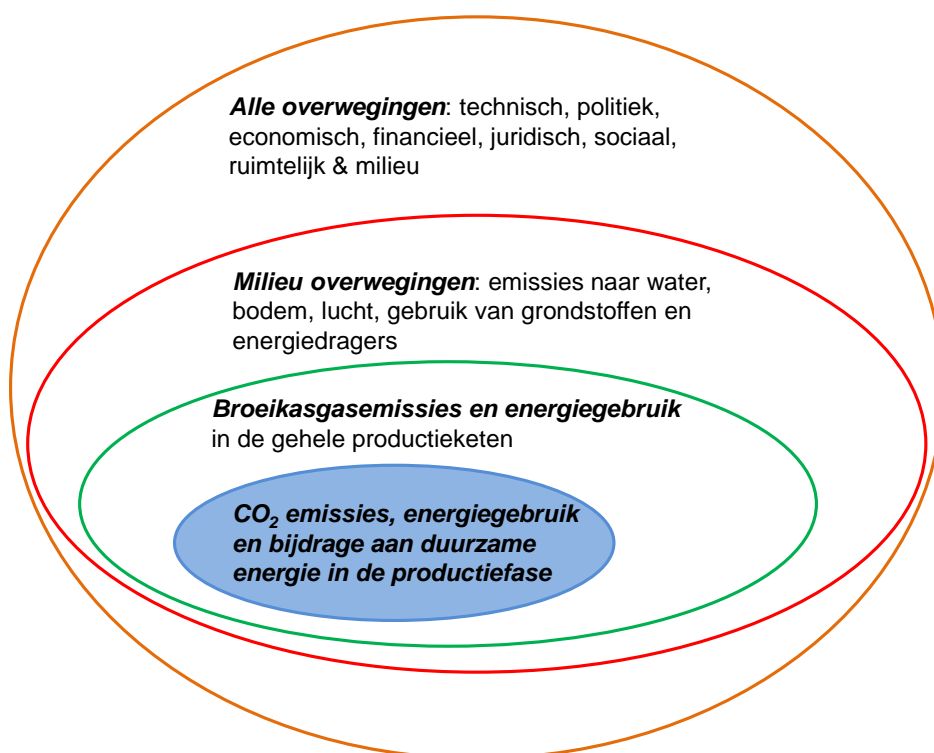 Alle overwegingen: technisch, politiek,
economisch, financieel, juridisch, sociaal,
ruimtelijk & milieu
Milieu overwegingen: emissies naar water,
bodem, lucht, gebruik van grondstoffen en
energiedragers
Broeikasgasemissies en energiegebruik
in de gehele productieketen
CO₂ emissies, energiegebruik
en bijdrage aan duurzame
energie in de productiefase